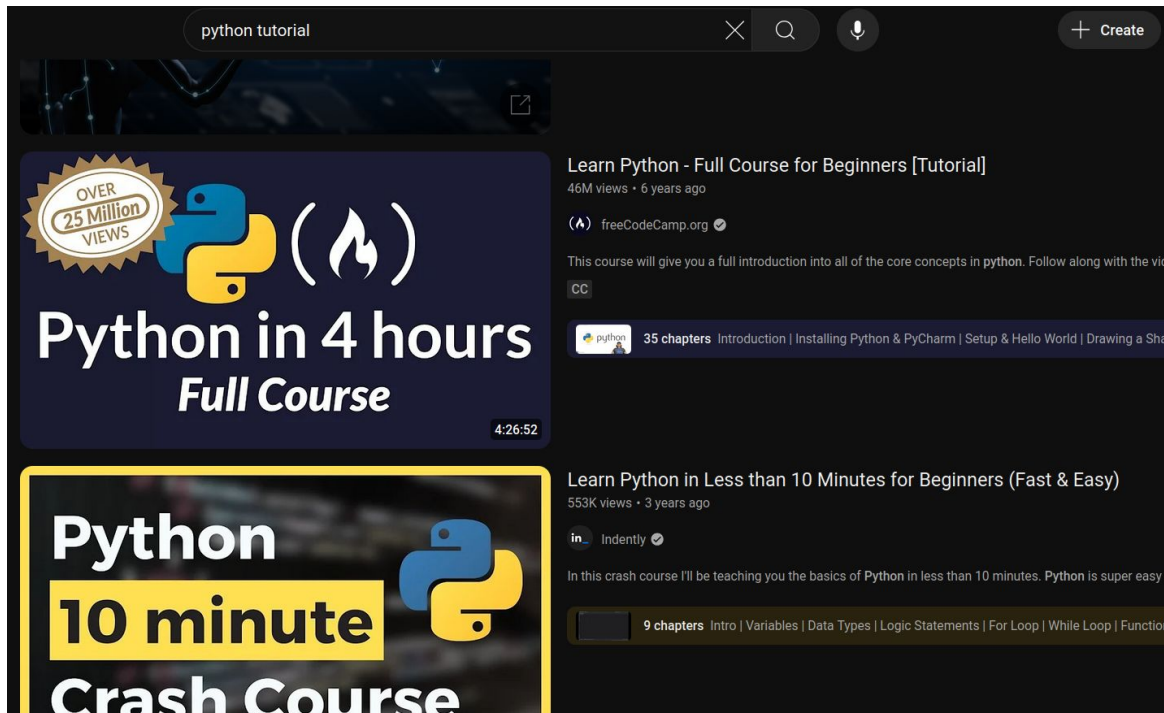 python tutorial
Create
OVER
25 Million
VIEWS
Python in 4 hours
Full Course
4:26:52
Learn Python - Full Course for Beginners [Tutorial]
46M views • 6 years ago
freeCodeCamp.org
This course will give you a full introduction into all of the core concepts in python. Follow along with the
CC
python
35 chapters Introduction | Installing Python & PyCharm | Setup & Hello World | Drawing a
Python
10 minute
Crash Course
Learn Python in Less than 10 Minutes for Beginners (Fast & Easy)
553K views • 3 years ago
in_
Indently
In this crash course I'll be teaching you the basics of Python in less than 10 minutes. Python is super easy
9 chapters Intro | Variables | Data Types | Logic Statements | For Loop | While Loop |